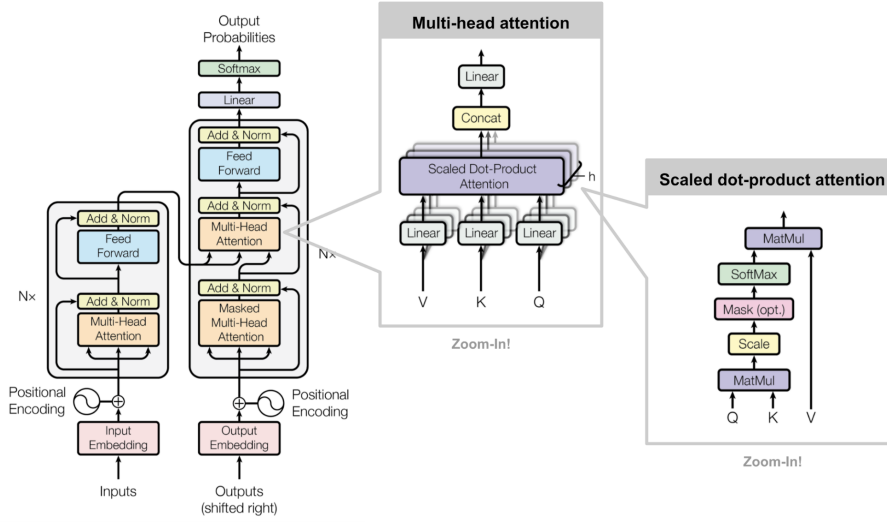 Output
Probabilities
Softmax
Linear
Add & Norm
Feed
Forward
Add & Norm
Multi-Head
Attention
Nx
Add & Norm
Masked
Multi-Head
Attention
Positional
Encoding
Output
Embedding
Outputs
(shifted right)
Add & Norm
Feed
Forward
Nx
Add & Norm
Multi-Head
Attention
Positional
Encoding
Input
Embedding
Inputs
Multi-head attention
Linear
Concat
Scaled Dot-Product
Attention
h
Linear Linear Linear
V K Q
Zoom-In!
Scaled dot-product attention
MatMul
SoftMax
Mask (opt.)
Scale
MatMul
Q K V
Zoom-In!